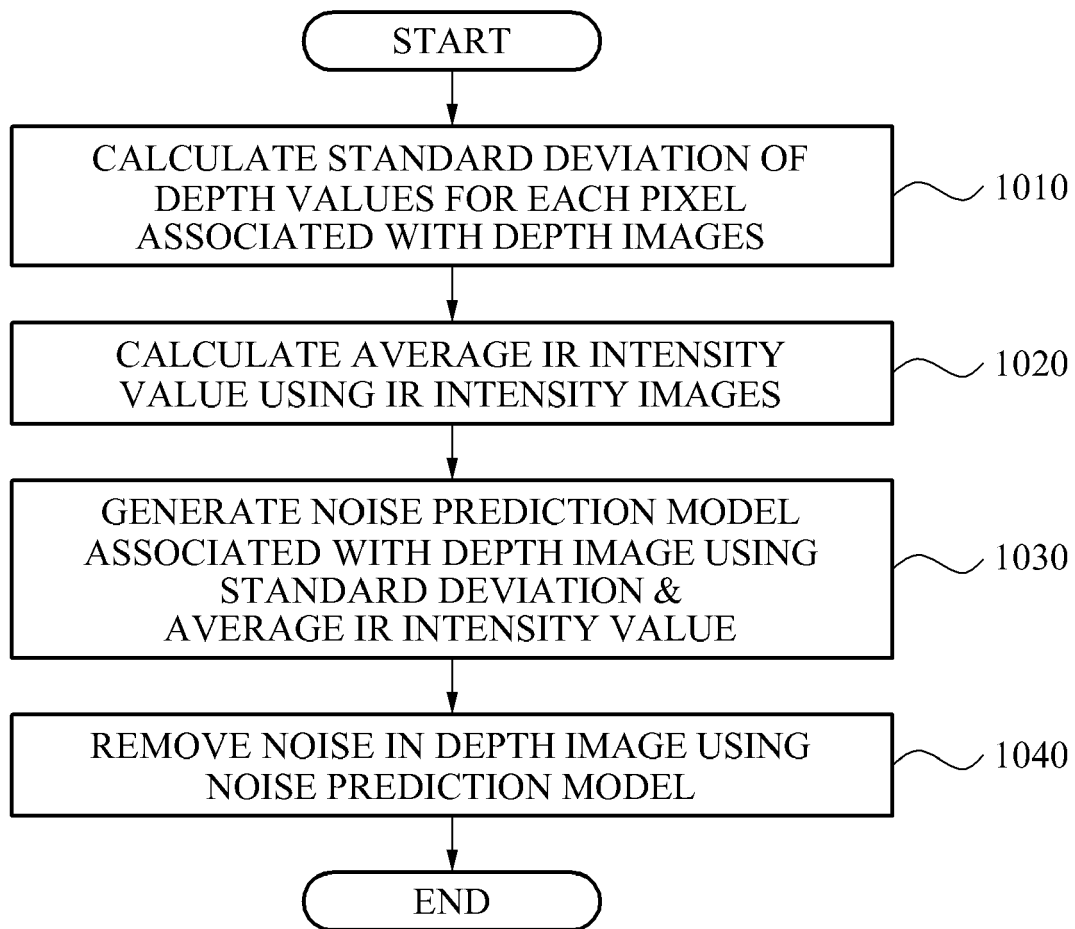 START
CALCULATE STANDARD DEVIATION OF
DEPTH VALUES FOR EACH PIXEL
ASSOCIATED WITH DEPTH IMAGES
1010
CALCULATE AVERAGE IR INTENSITY
VALUE USING IR INTENSITY IMAGES
1020
GENERATE NOISE PREDICTION MODEL
ASSOCIATED WITH DEPTH IMAGE USING
STANDARD DEVIATION &
AVERAGE IR INTENSITY VALUE
1030
REMOVE NOISE IN DEPTH IMAGE USING
NOISE PREDICTION MODEL
1040
END